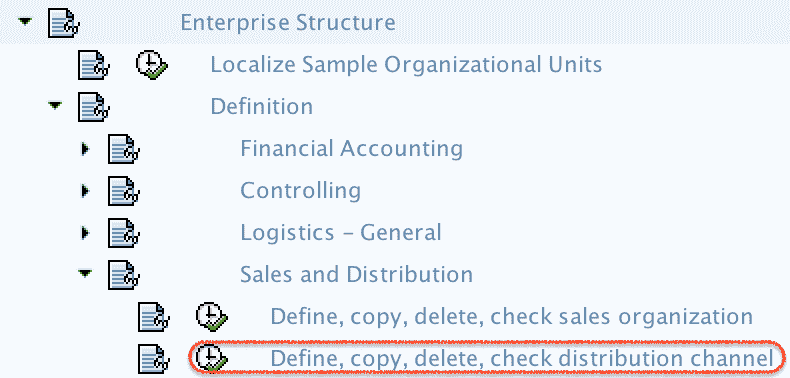 Enterprise Structure
Localize Sample Organizational Units
Definition
Financial Accounting
Controlling
Logistics – General
Sales and Distribution
Define, copy, delete, check sales organization
Define, copy, delete, check distribution channel